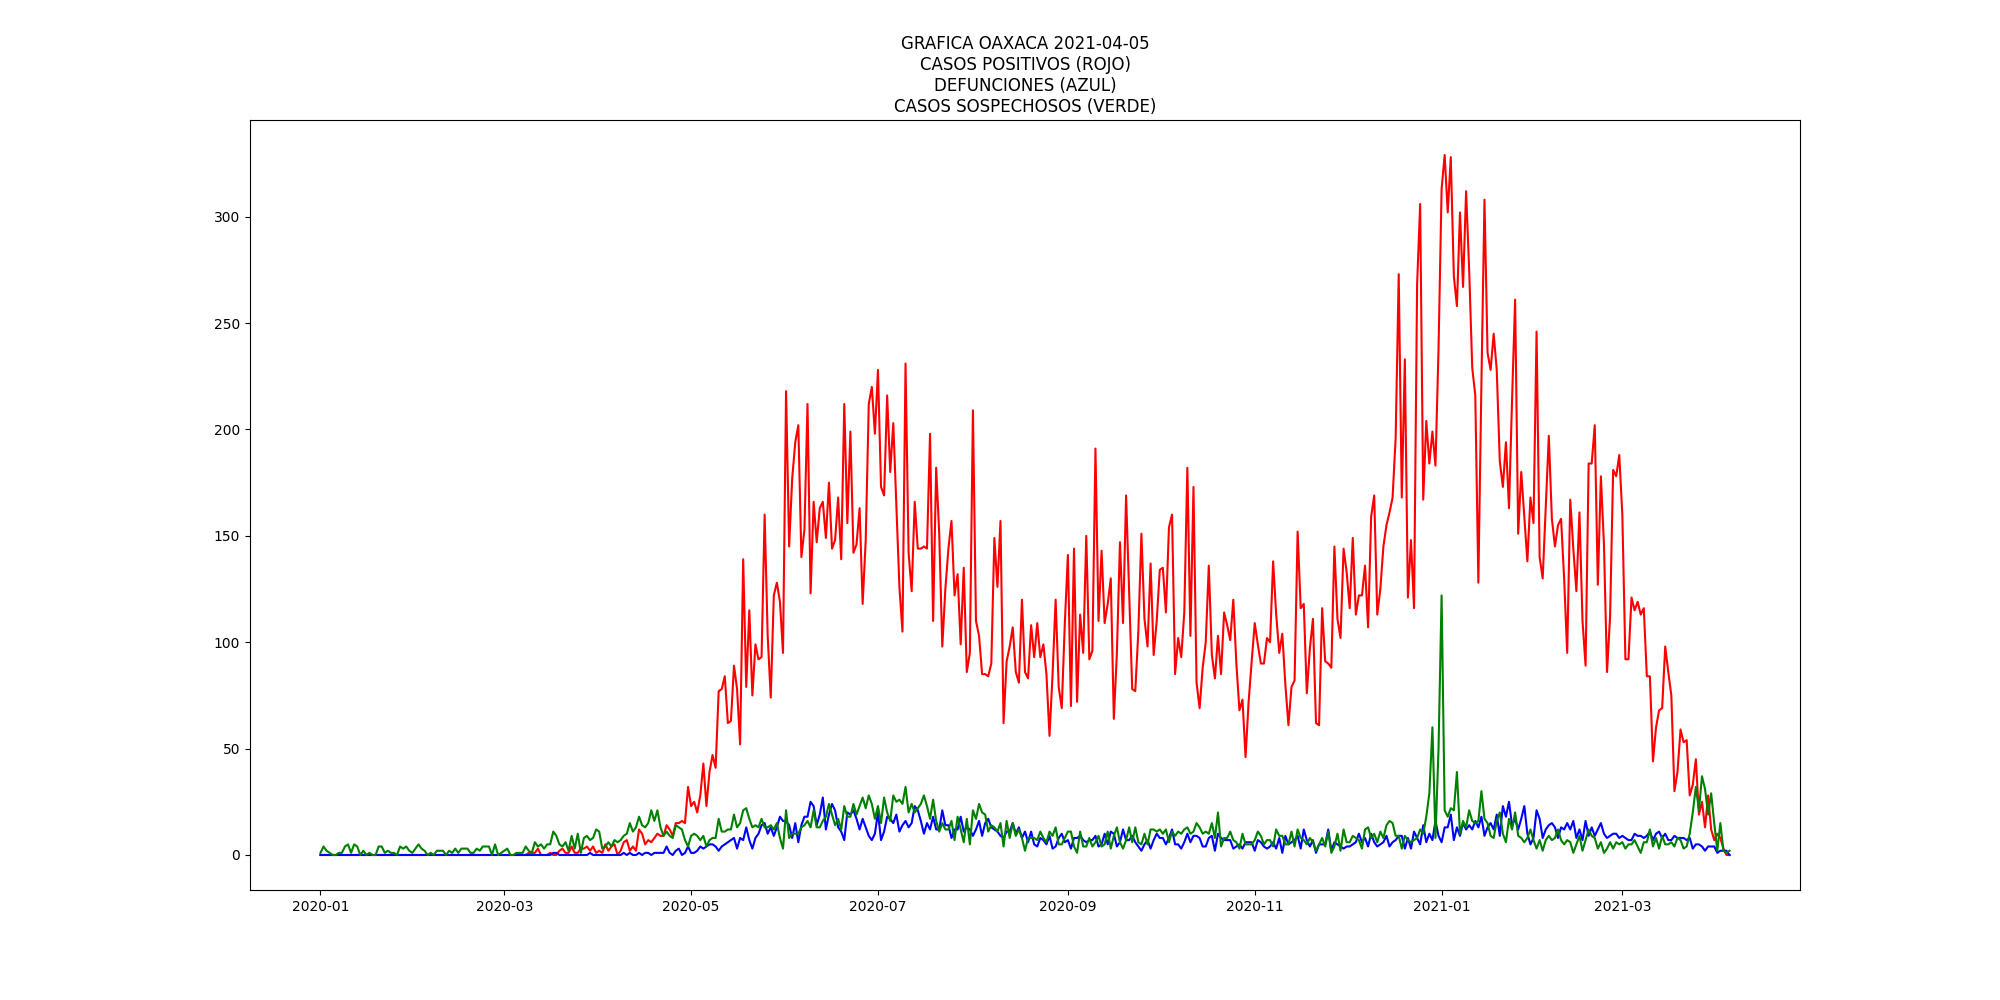 GRAFICA OAXACA 2021-04-05
CASOS POSITIVOS (ROJO)
DEFUNCIONES (AZUL)
CASOS SOSPECHOSOS (VERDE)
300
250
200
150
100
50
0
2020-01 2020-03 2020-05 2020-07 2020-09 2020-11 2021-01 2021-03